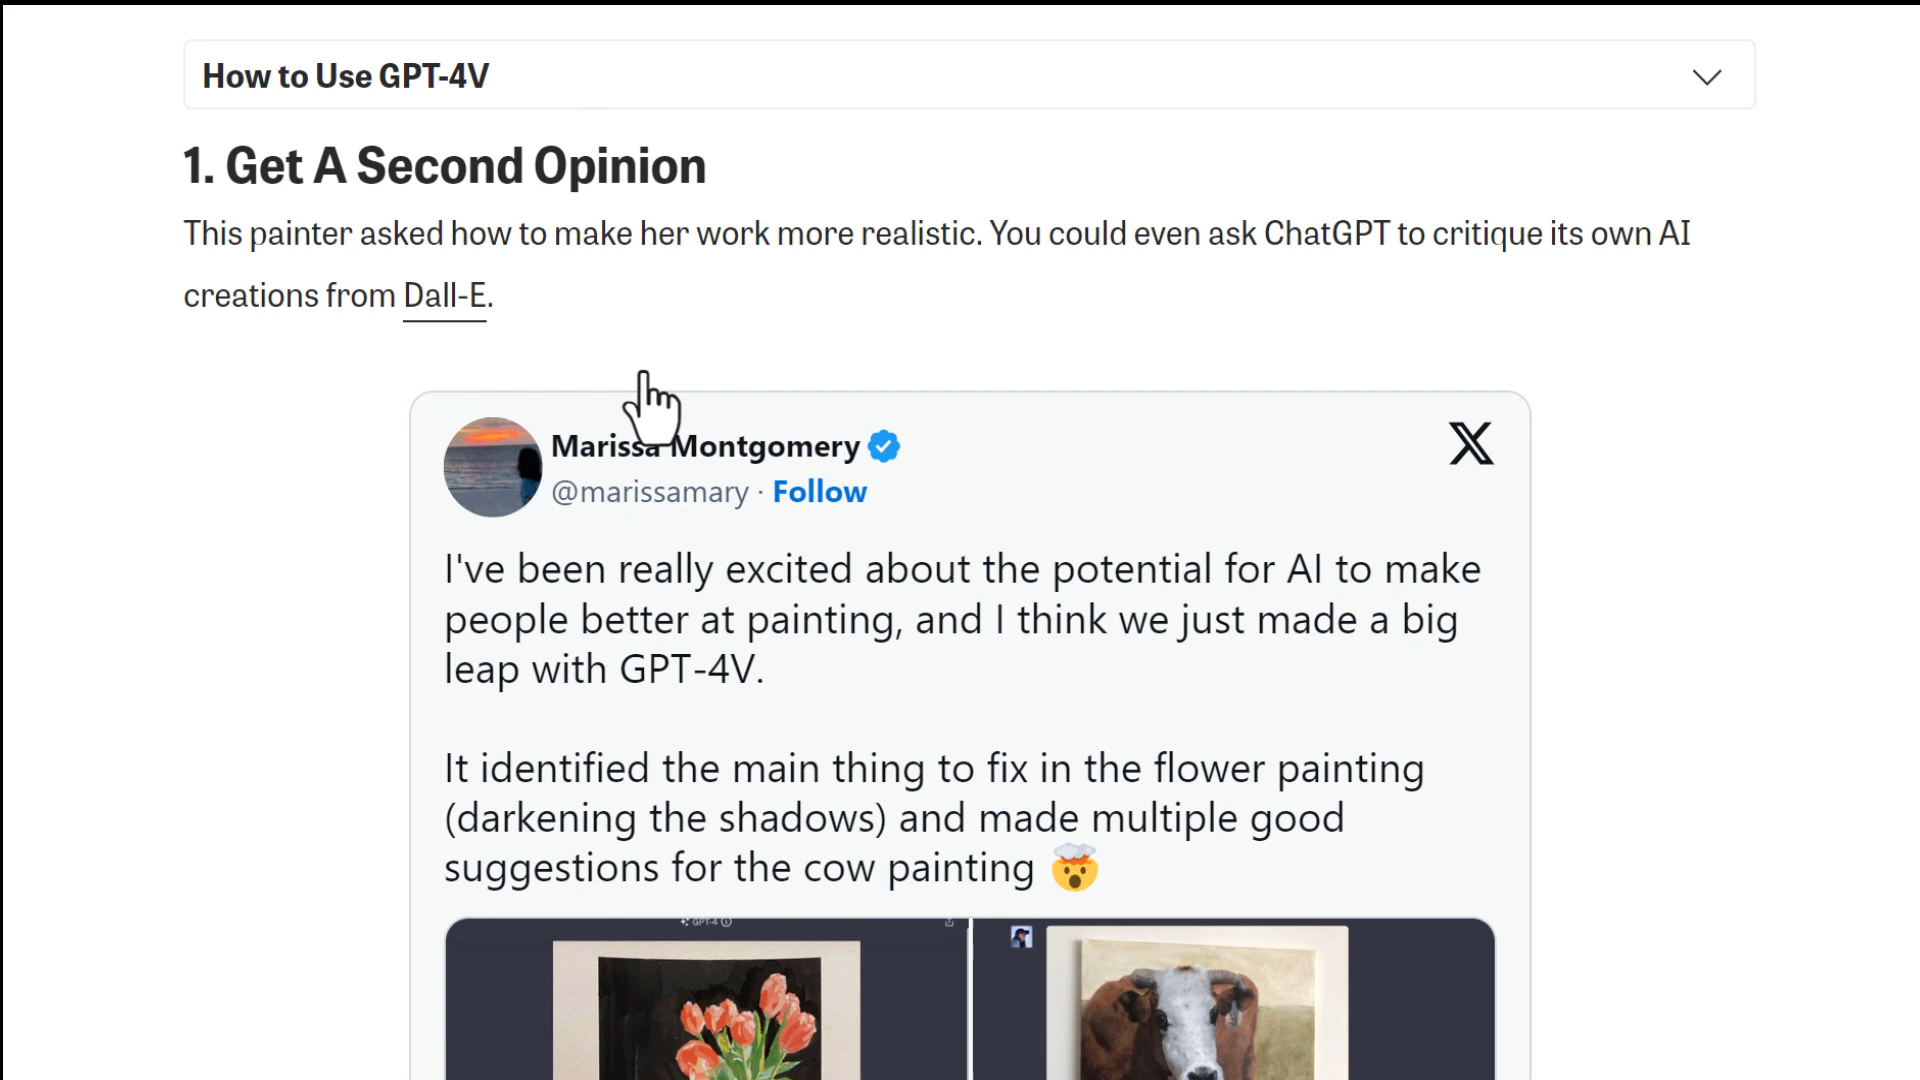 How to Use GPT-4V
1. Get A Second Opinion
This painter asked how to make her work more realistic. You could even ask ChatGPT to critique its own AI
creations from Dall-E.
Marissa Montgomery
@marissamary · Follow
I've been really excited about the potential for AI to make
people better at painting, and I think we just made a big
leap with GPT-4V.
It identified the main thing to fix in the flower painting
(darkening the shadows) and made multiple good
suggestions for the cow painting 🤯
GPT-4